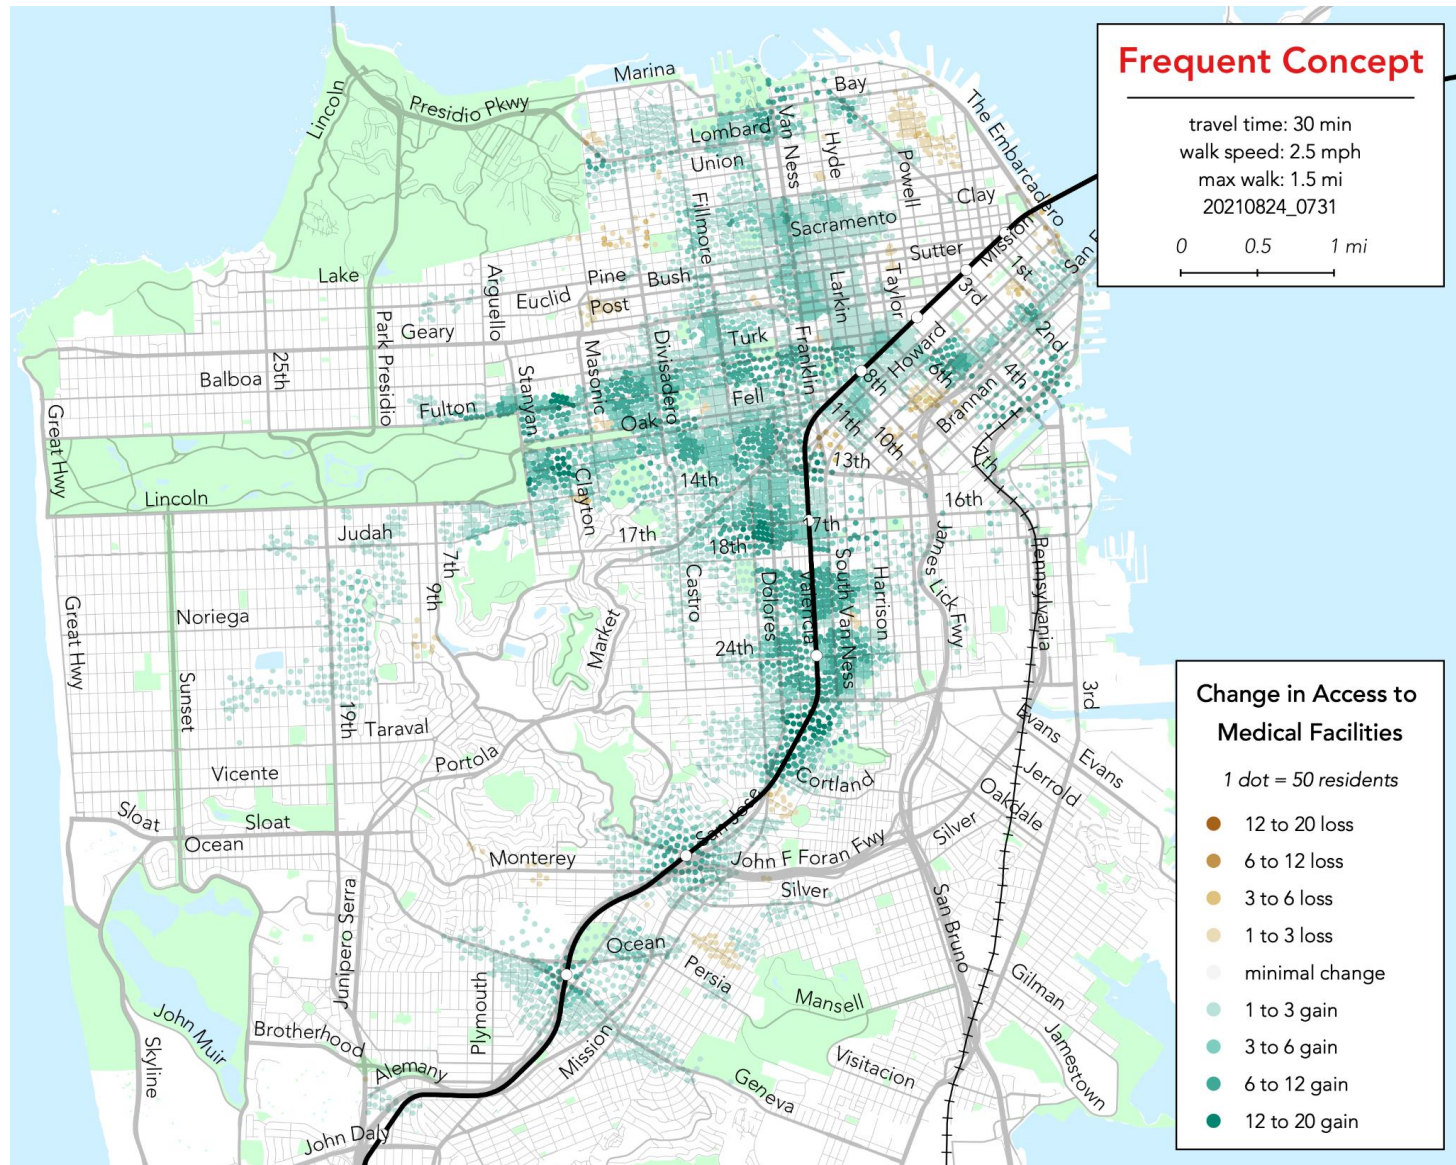 Frequent Concept
travel time: 30 min
walk speed: 2.5 mph
max walk: 1.5 mi
20210824_0731
0 0.5 1 mi
Marina
Bay
Presidio Pkwy
Lincoln
Lombard
Van Ness
Hyde
The Embarcadero
Union
Powell
Clay
Fillmore
Sacramento
Mission
Sutter
1st
Lake
Arguello
Pine
Bush
Larkin
Taylor
3rd
Euclid
Post
Geary
Park Presidio
Turk
Franklin
Howard
2nd
25th
Balboa
Masonic
Divisadero
8th
6th
4th
Stanyan
Fell
Brannan
Fulton
Oak
11th
10th
Great Hwy
13th
7th
Clayton
14th
Lincoln
16th
Judah
17th
17th
18th
James Lick Fwy
Pennsylvania
7th
9th
Castro
Dolores
Valencia
South Van Ness
Harrison
Great Hwy
Noriega
Market
24th
Sunset
19th
Taraval
3rd
Evans
Portola
Evans
Vicente
Cortland
Jerrold
Oakdale
Sloat
Sloat
San Jose
Silver
Ocean
Monterey
John F Foran Fwy
Silver
Junipero Serra
San Bruno
Ocean
Persia
Plymouth
Mansell
Gilman
John Muir
Brotherhood
Mission
Skyline
Alemany
Geneva
Visitacion
Jamestown
John Daly
Change in Access to
Medical Facilities
1 dot = 50 residents
12 to 20 loss
6 to 12 loss
3 to 6 loss
1 to 3 loss
minimal change
1 to 3 gain
3 to 6 gain
6 to 12 gain
12 to 20 gain